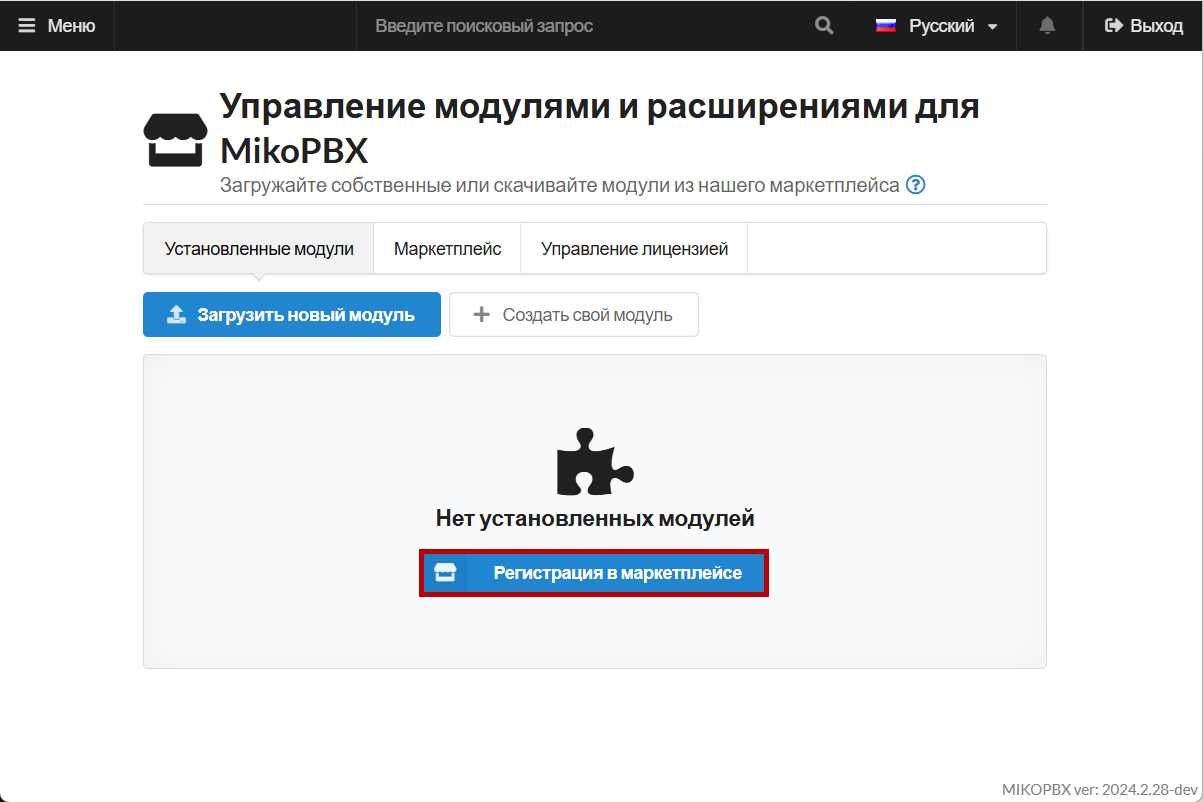 Меню
Введите поисковый запрос
Русский
Выход
Управление модулями и расширениями для
MikoPBX
Загружайте собственные или скачивайте модули из нашего маркетплейса
Установленные модули
Маркетплейс
Управление лицензией
Загрузить новый модуль
Создать свой модуль
Нет установленных модулей
Регистрация в маркетплейсе
MIKOPBX ver: 2024.2.28-dev